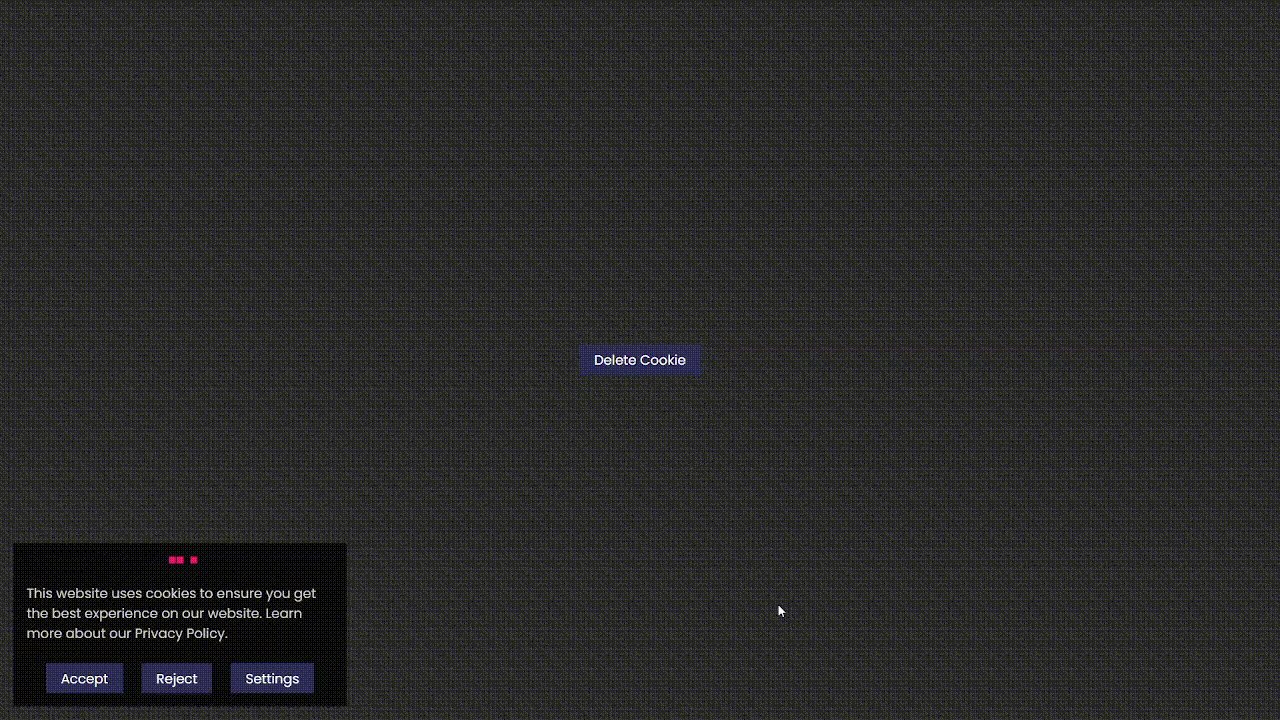 Delete Cookie
This website uses cookies to ensure you get
the best experience on our website. Learn
more about our Privacy Policy.
Accept Reject Settings